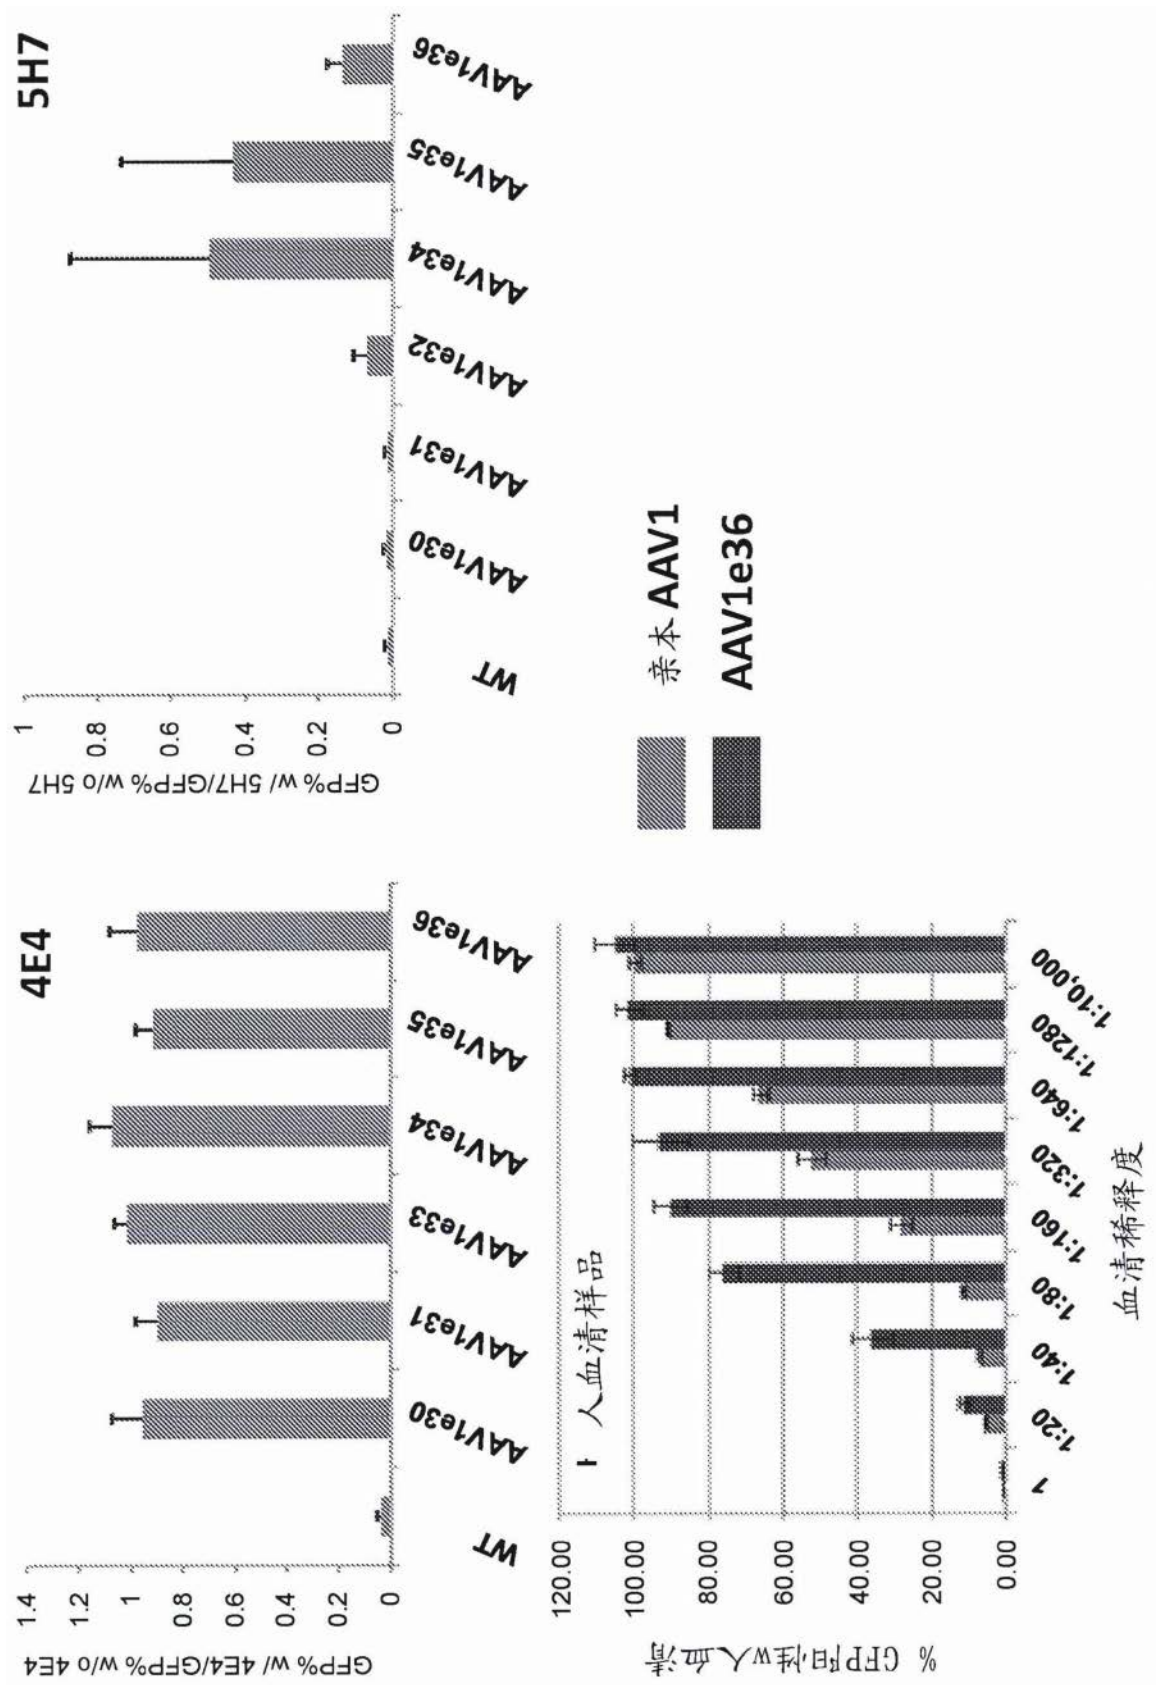 4E4
GFP% w/ 4E4/GFP% w/o 4E4
1.4
1.2
1
0.8
0.6
0.4
0.2
0
WT
AAV1e30
AAV1e31
AAV1e33
AAV1e34
AAV1e35
AAV1e36
5H7
GFP% w/ 5H7/GFP% w/o 5H7
1
0.8
0.6
0.4
0.2
0
WT
AAV1e30
AAV1e31
AAV1e32
AAV1e34
AAV1e35
AAV1e36
人血清样品
% GFP阳性w人血清
120.00
100.00
80.00
60.00
40.00
20.00
0.00
1
1:20
1:40
1:80
1:160
1:320
1:640
1:1280
1:10,000
血清稀释度
亲本 AAV1
AAV1e36